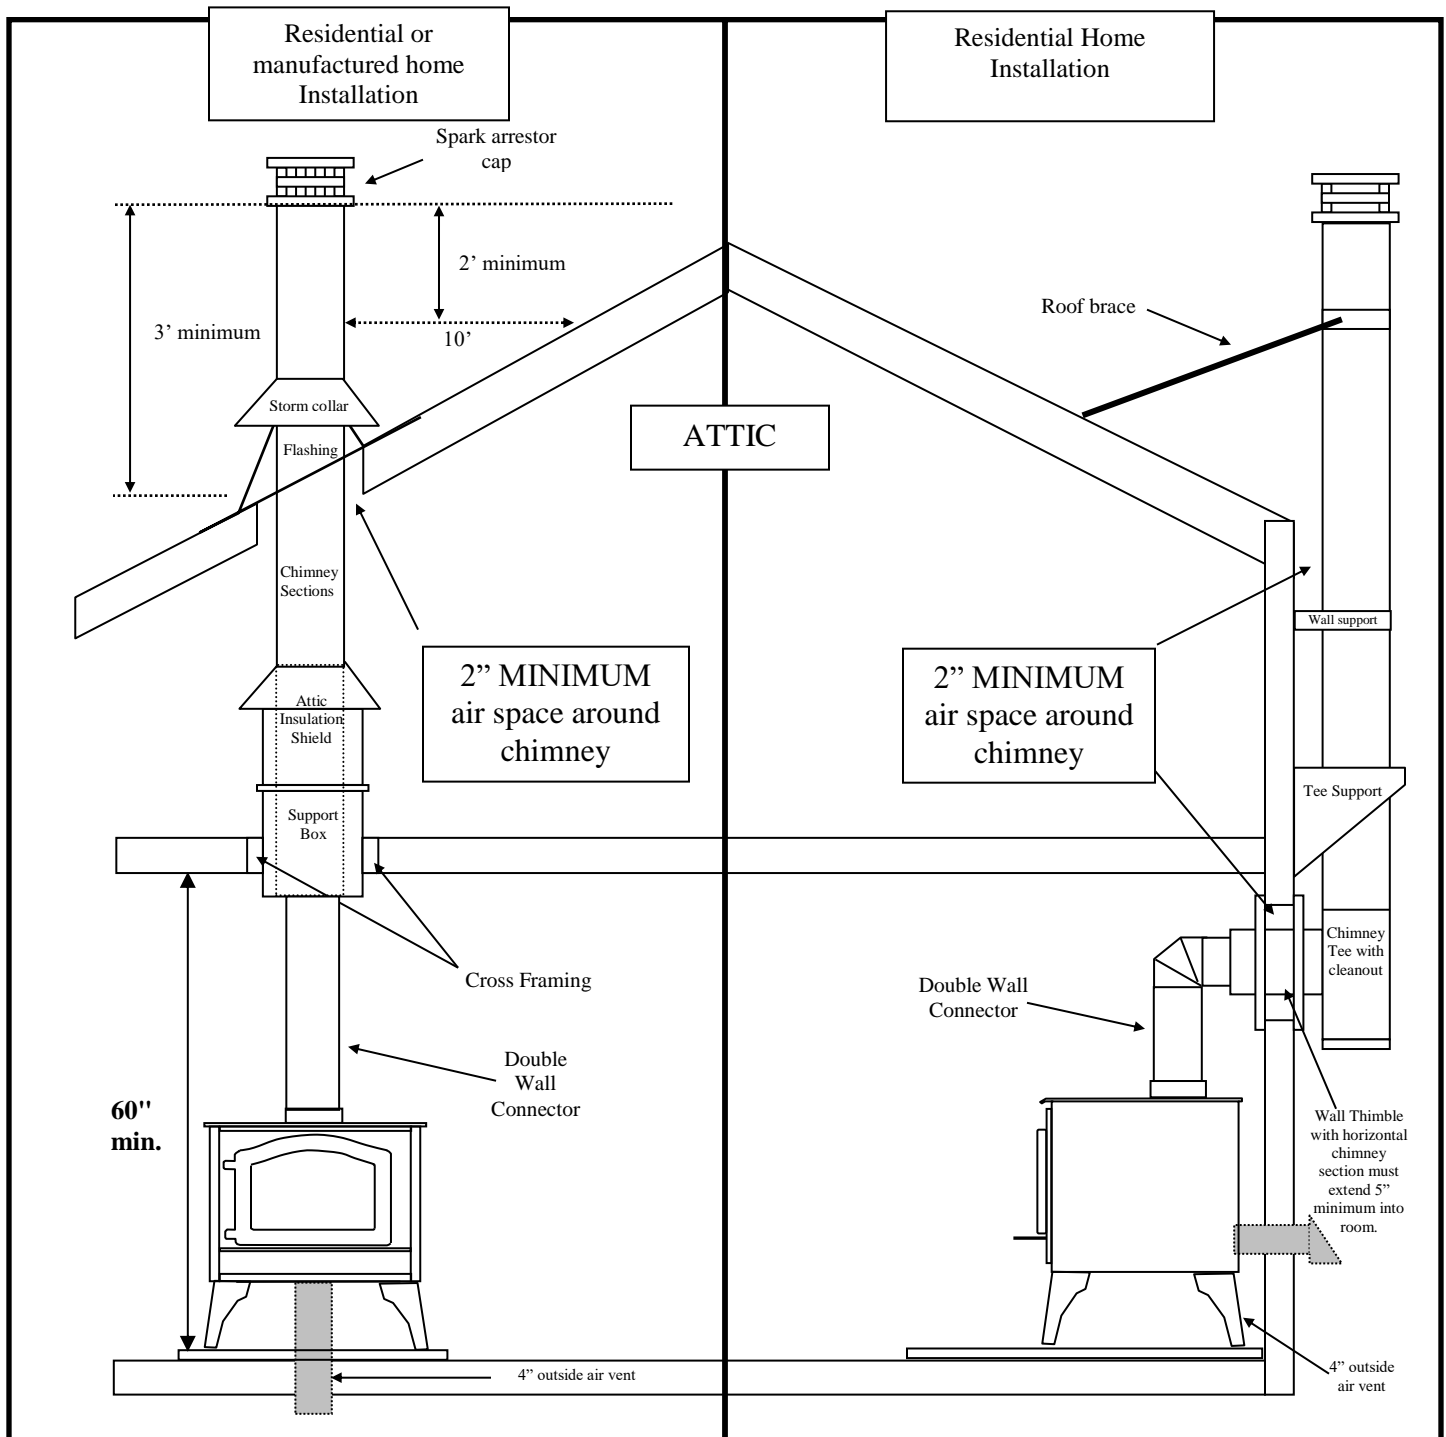 Residential or
manufactured home
Installation
Residential Home
Installation
Spark arrestor
cap
2’ minimum
3’ minimum
10’
Roof brace
Storm collar
ATTIC
Flashing
Chimney
Sections
Wall support
2” MINIMUM
air space around
chimney
2” MINIMUM
air space around
chimney
Attic
Insulation
Shield
Tee Support
Support
Box
Chimney
Tee with
cleanout
Cross Framing
Double Wall
Connector
Double
Wall
Connector
60"
min.
Wall Thimble
with horizontal
chimney
section must
extend 5”
minimum into
room.
4” outside air vent
4” outside
air vent